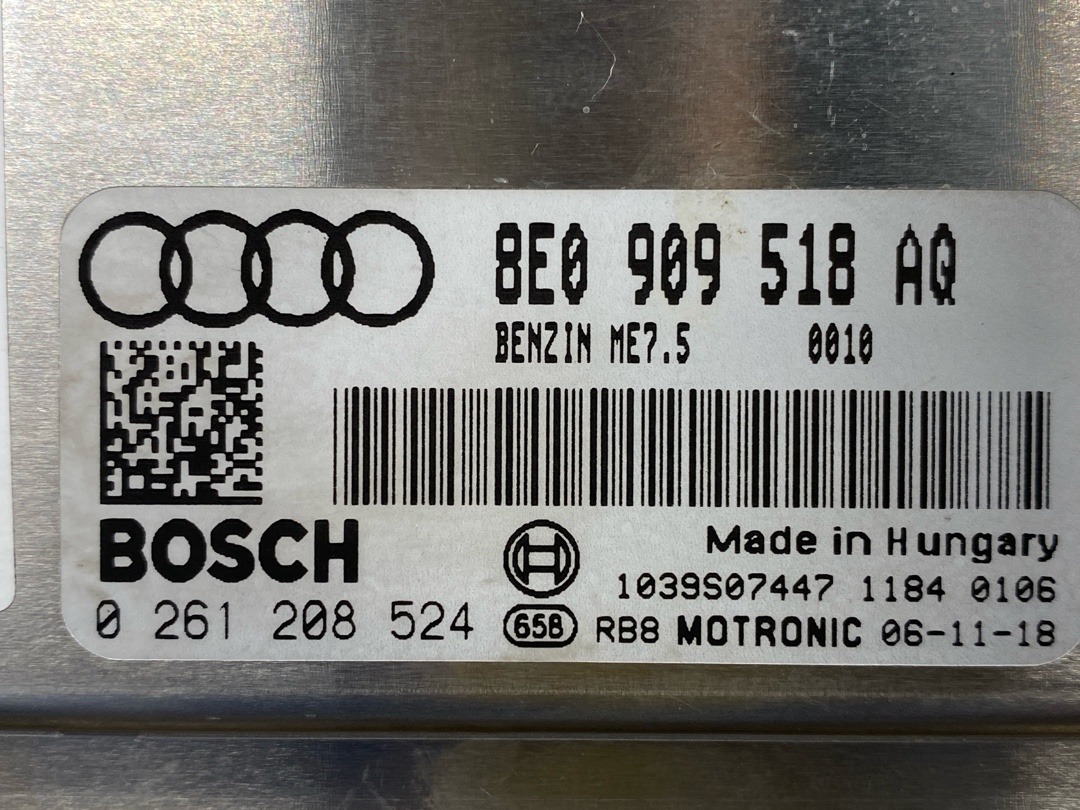 8E0 909 518 AQ
BENZIN ME7.5 0010
BOSCH
Made in Hungary
1039S07447 1184 0106
0 261 208 524 658 RB8 MOTRONIC 06-11-18